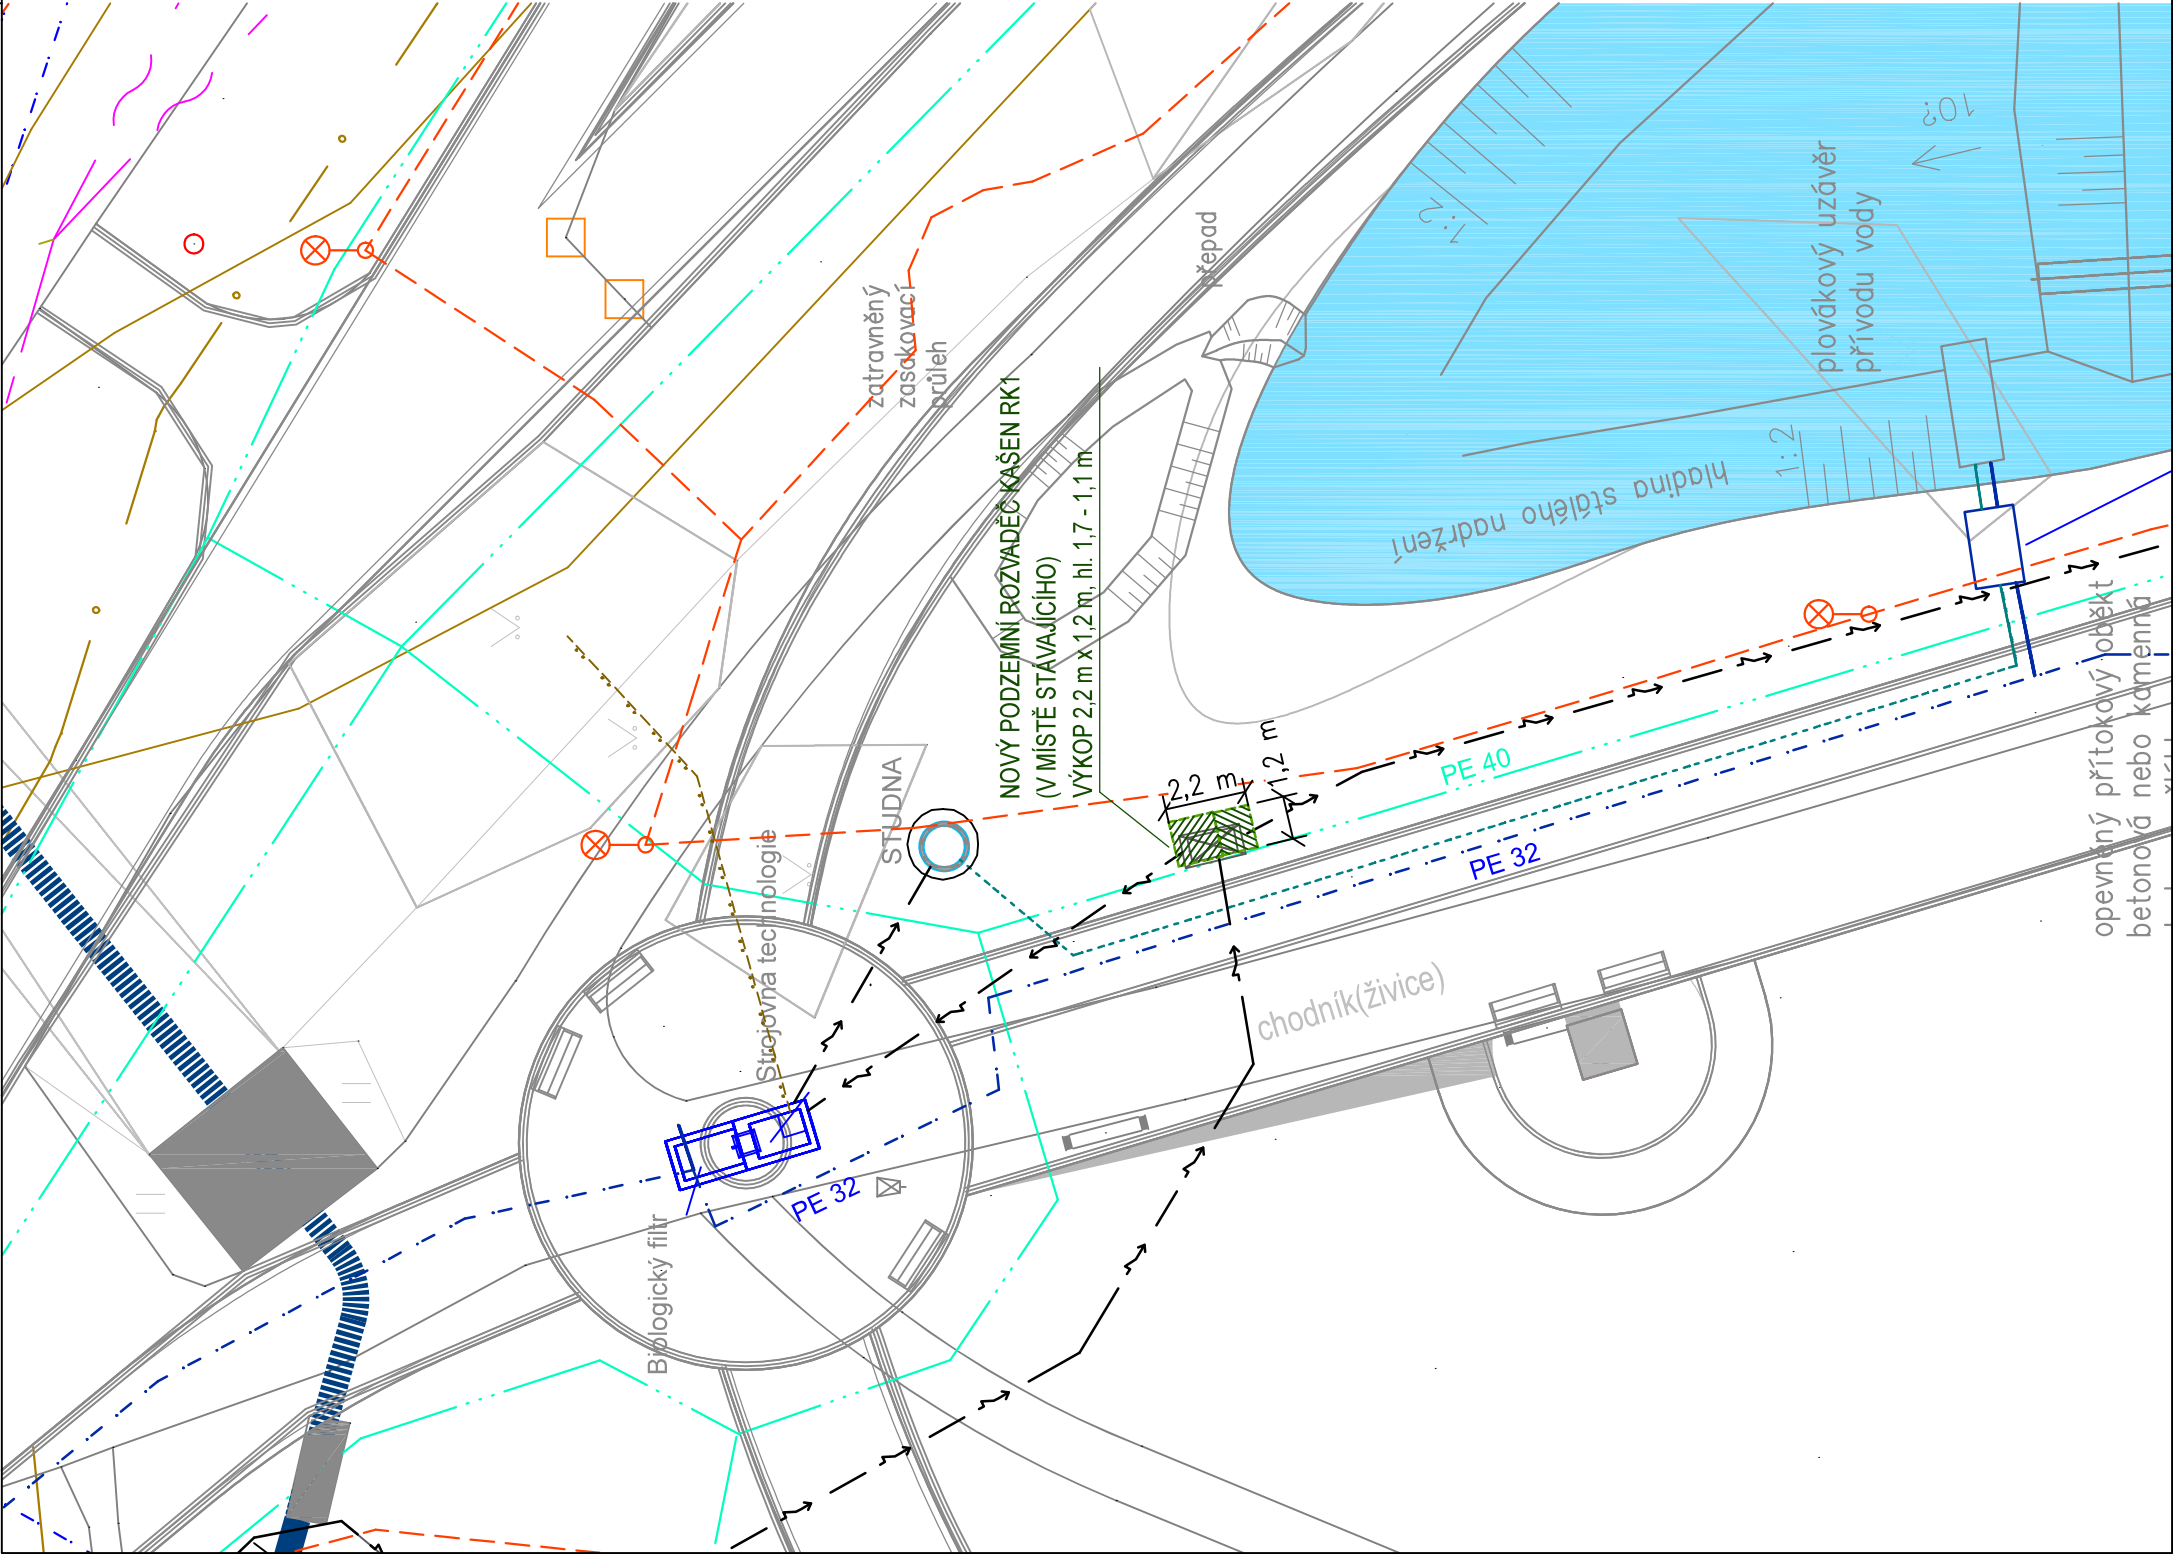 10?
1:2
plovákový uzávěr
přívodu vody
přepad
zatravněný
zasakovací
průleh
NOVÝ PODZEMNÍ ROZVADĚČ KAŠEN RK1
(V MÍSTĚ STÁVAJÍCÍHO)
VÝKOP 2,2 m x 1,2 m, hl. 1,7 - 1,1 m
1:2
hladina stálého nadržení
opevněný přítokový oběkt
betonová nebo kamenná
2,2 m
1,2 m
PE 40
PE 32
STUDNA
Strojovna technologie
chodník(živice)
PE 32
Biologický filtr